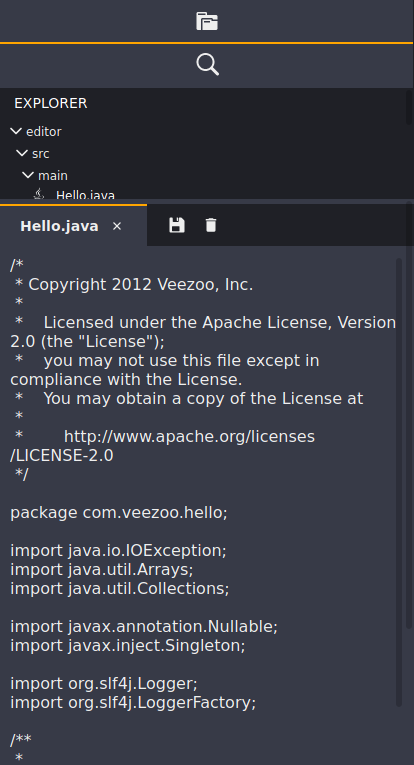 EXPLORER
editor
src
main
Hello.java
Hello.java ×
/*
* Copyright 2012 Veezoo, Inc.
*
*    Licensed under the Apache License, Version
2.0 (the "License");
*    you may not use this file except in
compliance with the License.
*    You may obtain a copy of the License at
*
*        http://www.apache.org/licenses
/LICENSE-2.0
*/
package com.veezoo.hello;
import java.io.IOException;
import java.util.Arrays;
import java.util.Collections;
import javax.annotation.Nullable;
import javax.inject.Singleton;
import org.slf4j.Logger;
import org.slf4j.LoggerFactory;
/**
*